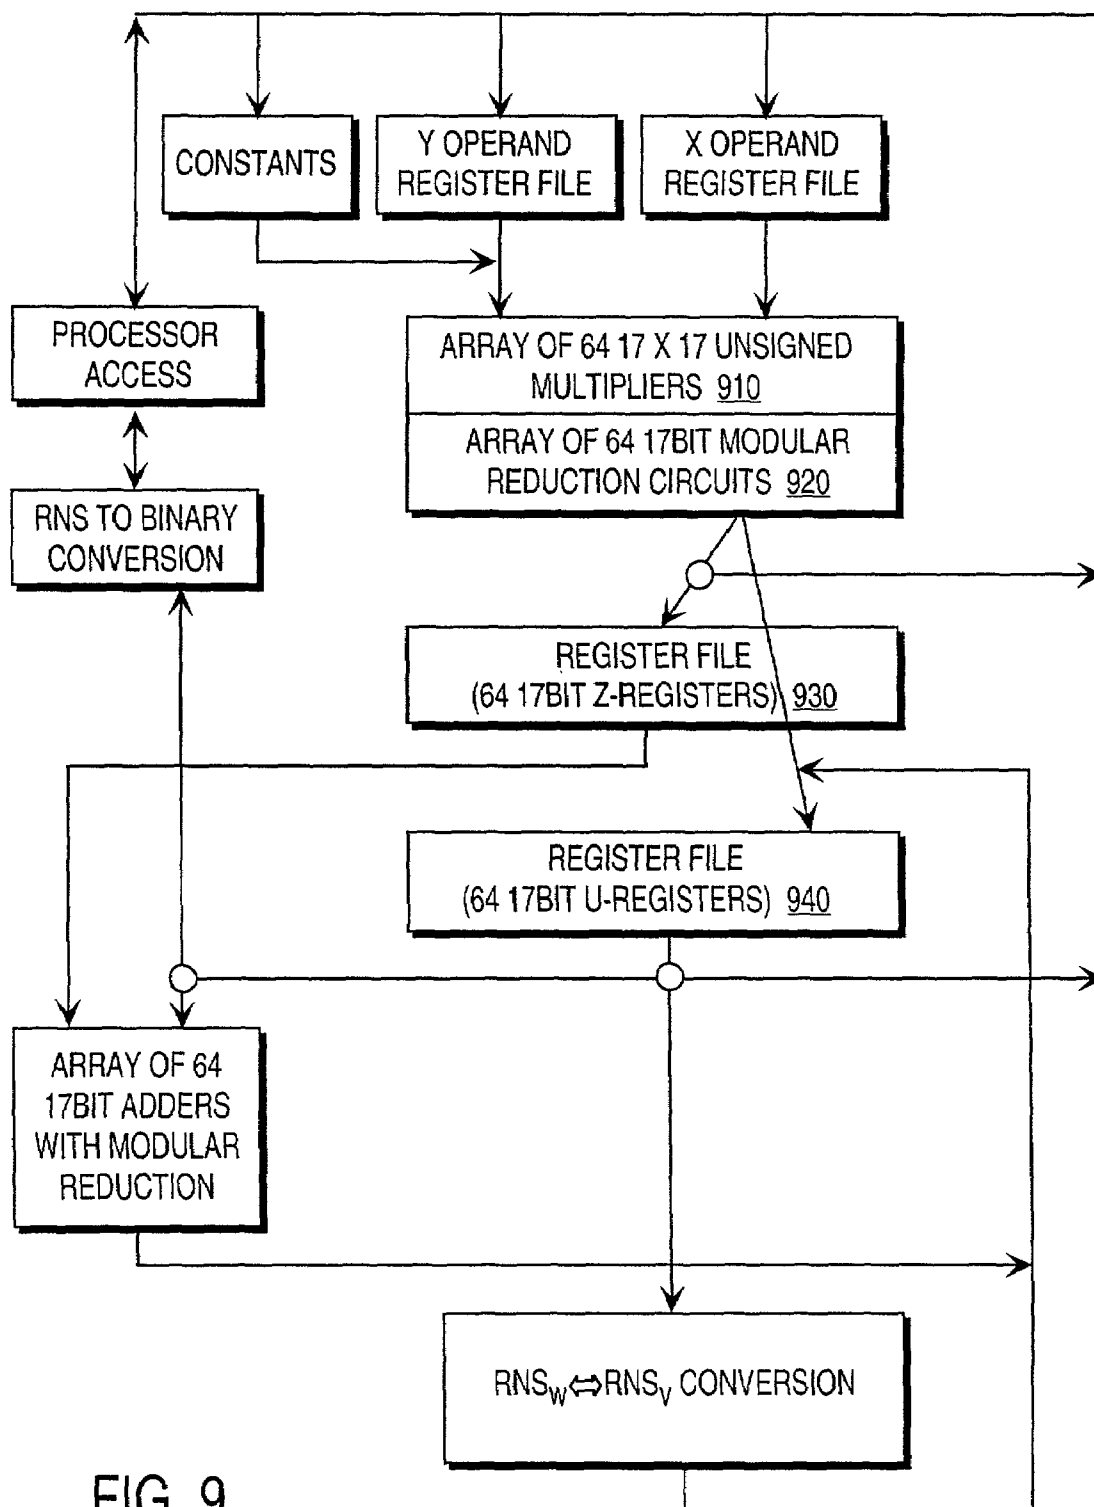 CONSTANTS
Y OPERAND
REGISTER FILE
X OPERAND
REGISTER FILE
PROCESSOR
ACCESS
ARRAY OF 64 17 X 17 UNSIGNED
MULTIPLIERS 910
ARRAY OF 64 17BIT MODULAR
REDUCTION CIRCUITS 920
RNS TO BINARY
CONVERSION
REGISTER FILE
(64 17BIT Z-REGISTERS) 930
REGISTER FILE
(64 17BIT U-REGISTERS) 940
ARRAY OF 64
17BIT ADDERS
WITH MODULAR
REDUCTION
RNSW⇔RNSV CONVERSION
FIG. 9